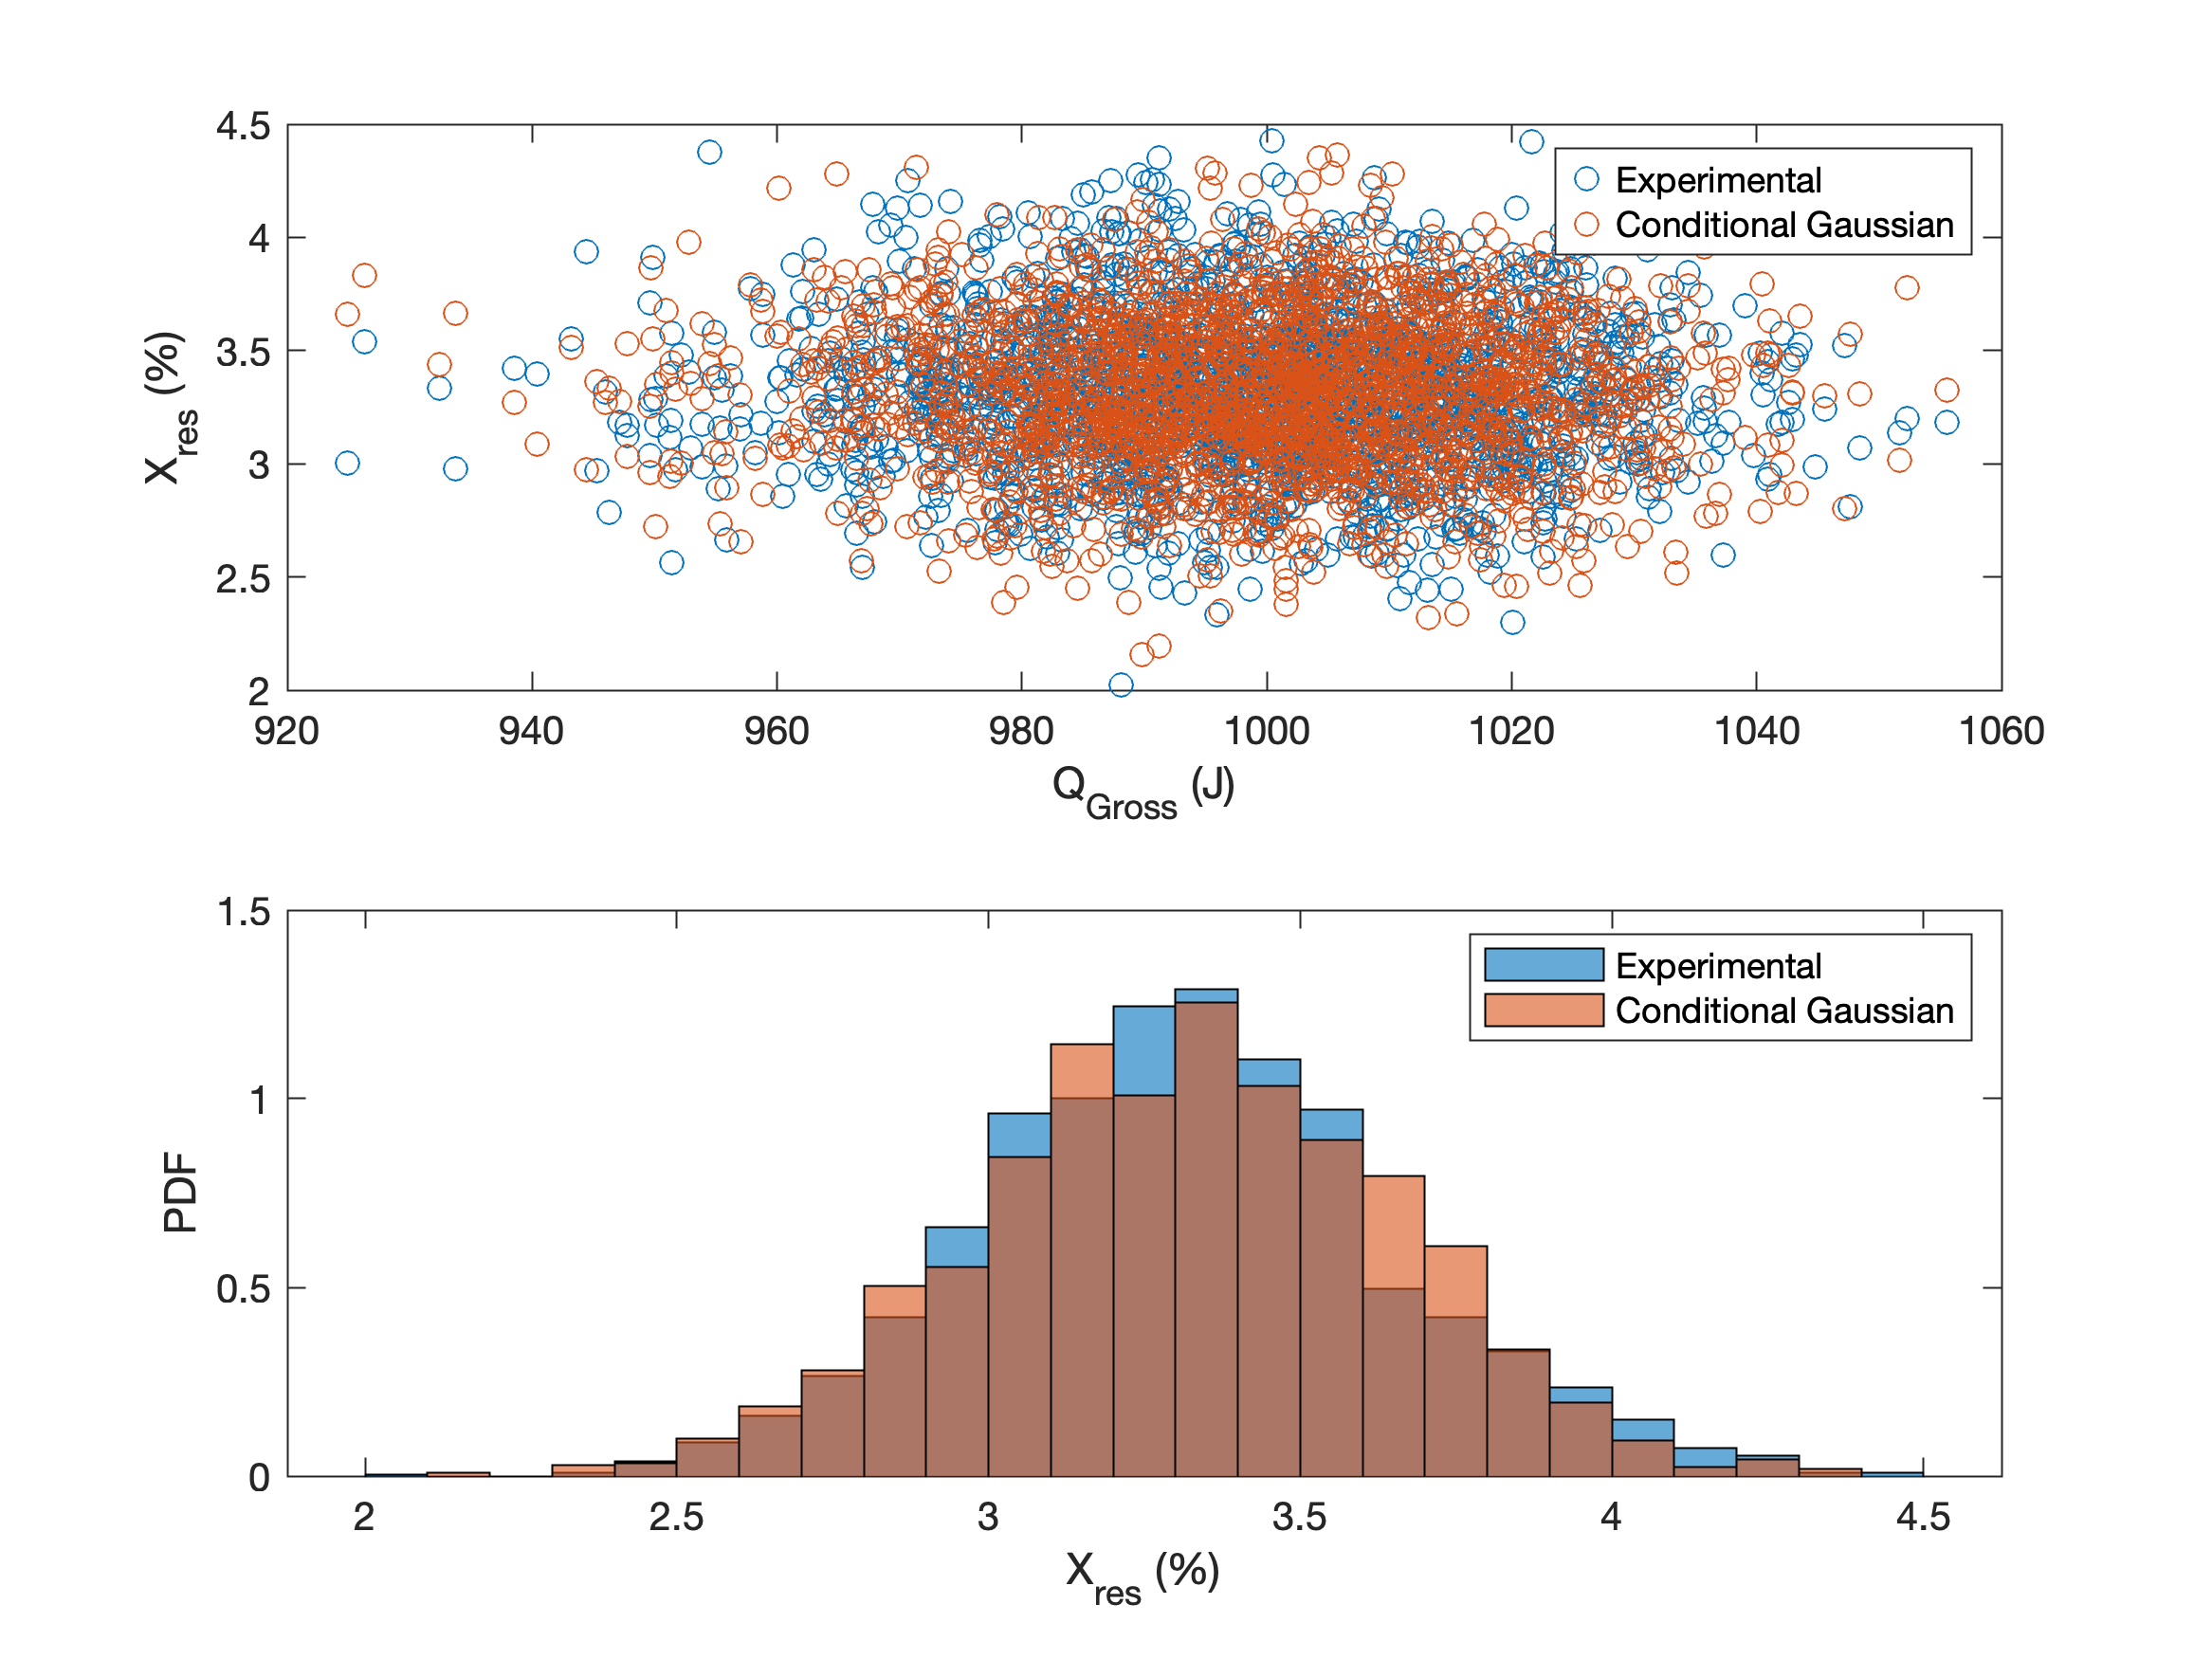 4.5
4
3.5
3
2.5
2
X_res (%)
Experimental
Conditional Gaussian
920 940 960 980 1000 1020 1040 1060
Q_Gross (J)
1.5
1
0.5
0
PDF
Experimental
Conditional Gaussian
2 2.5 3 3.5 4 4.5
X_res (%)